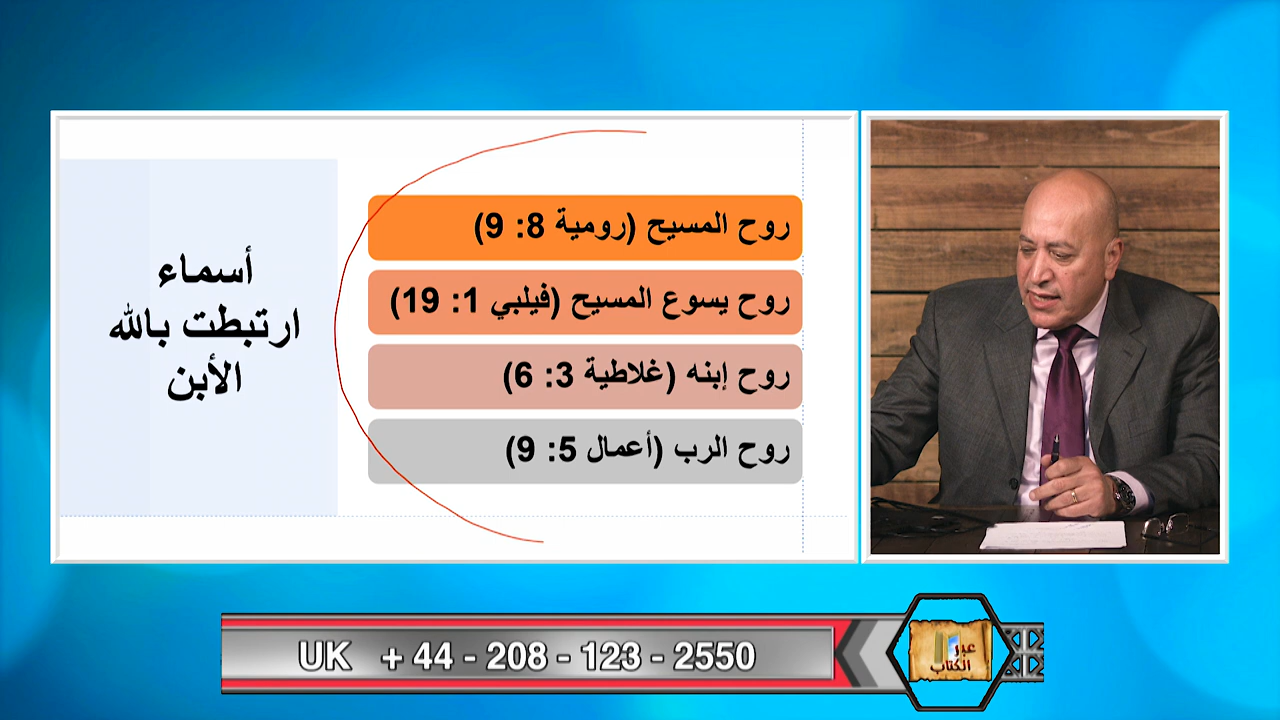 أسماء
ارتبطت بالله
الأبن
روح المسيح (رومية 8: 9)
روح يسوع المسيح (فيلبي 1: 19)
روح إبنه (غلاطية 3: 6)
روح الرب (أعمال 5: 9)
UK + 44 - 208 - 123 - 2550
عبر
الكتاب